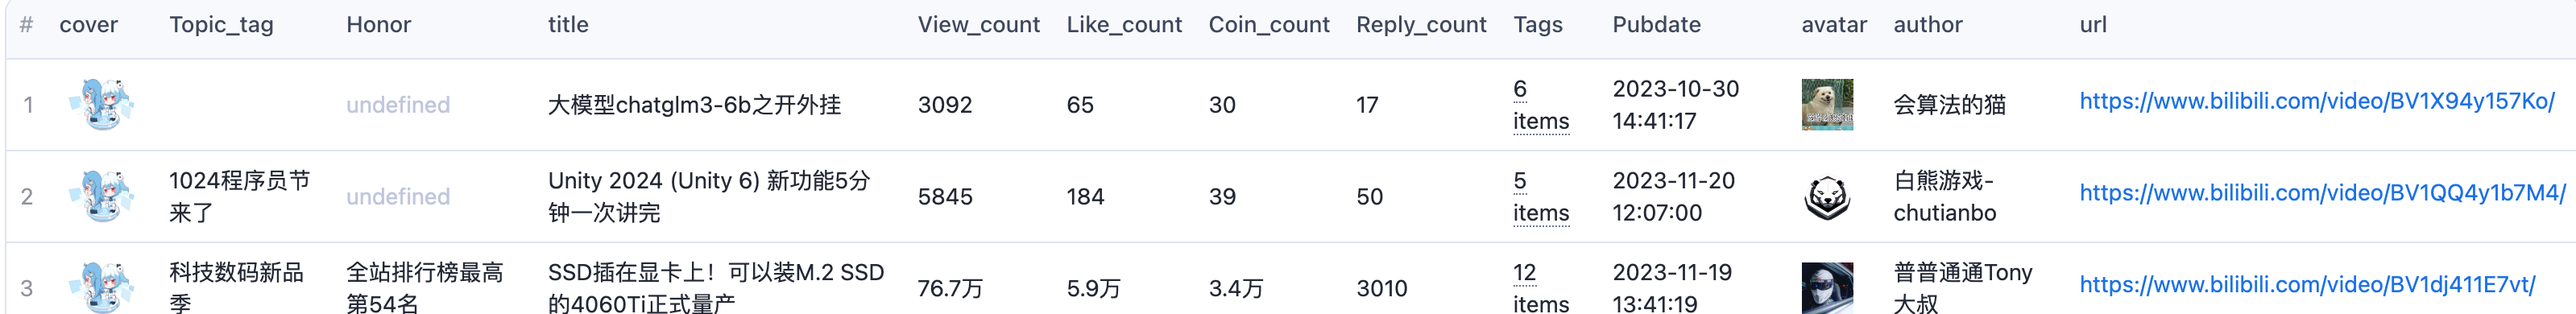 # cover Topic_tag Honor title View_count Like_count Coin_count Reply_count Tags Pubdate avatar author url
1 undefined 大模型chatglm3-6b之开外挂 3092 65 30 17 6 items 2023-10-30 14:41:17 会算法的猫 https://www.bilibili.com/video/BV1X94y157Ko/
2 1024程序员节来了 undefined Unity 2024 (Unity 6) 新功能5分钟一次讲完 5845 184 39 50 5 items 2023-11-20 12:07:00 白熊游戏-chutianbo https://www.bilibili.com/video/BV1QQ4y1b7M4/
3 科技数码新品季 全站排行榜最高第54名 SSD插在显卡上！可以装M.2 SSD的4060Ti正式量产 76.7万 5.9万 3.4万 3010 12 items 2023-11-19 13:41:19 普普通通Tony大叔 https://www.bilibili.com/video/BV1dj411E7vt/